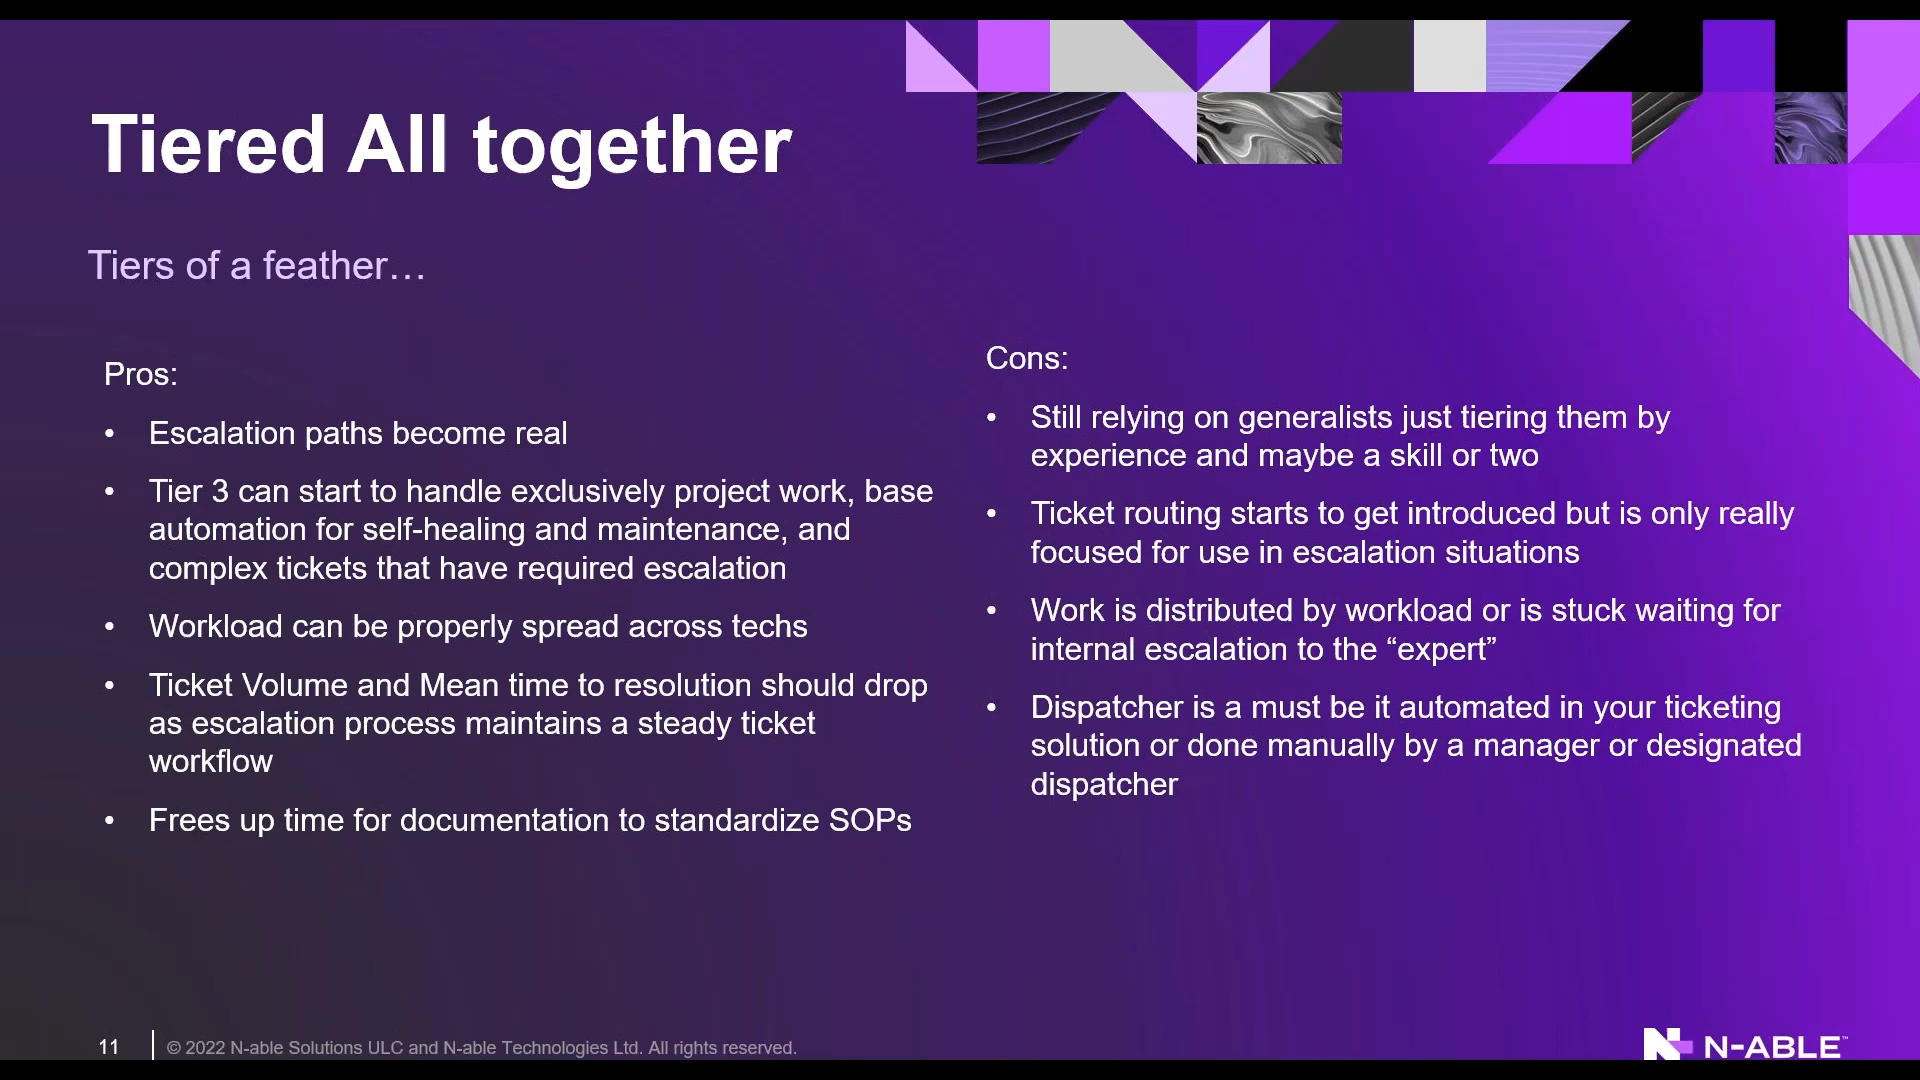 Tiered All together
Tiers of a feather…
Pros:
• Escalation paths become real
• Tier 3 can start to handle exclusively project work, base
automation for self-healing and maintenance, and
complex tickets that have required escalation
• Workload can be properly spread across techs
• Ticket Volume and Mean time to resolution should drop
as escalation process maintains a steady ticket
workflow
• Frees up time for documentation to standardize SOPs
Cons:
• Still relying on generalists just tiering them by
experience and maybe a skill or two
• Ticket routing starts to get introduced but is only really
focused for use in escalation situations
• Work is distributed by workload or is stuck waiting for
internal escalation to the “expert”
• Dispatcher is a must be it automated in your ticketing
solution or done manually by a manager or designated
dispatcher
11
© 2022 N-able Solutions ULC and N-able Technologies Ltd. All rights reserved.
N-ABLE™